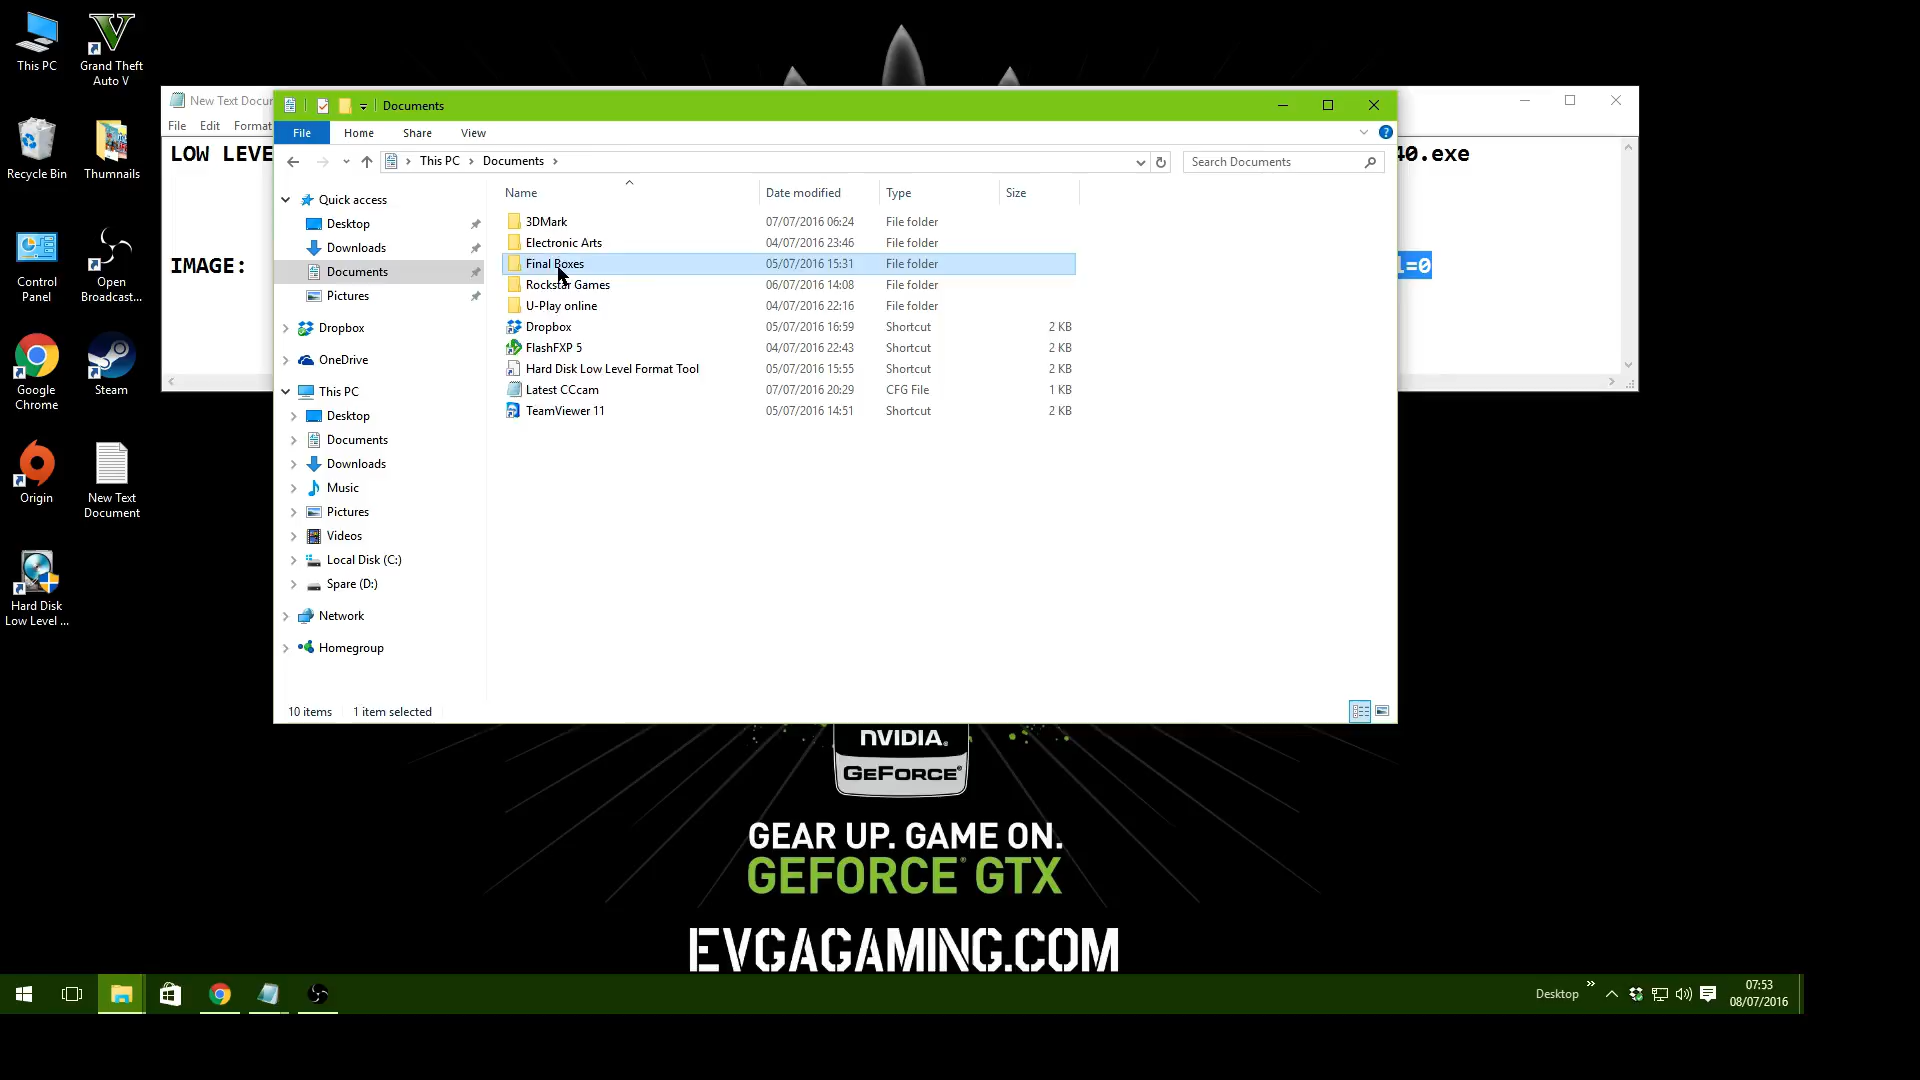 This PC
Grand Theft
Auto V
Recycle Bin
Thumnails
Control
Panel
Open
Broadcast...
Google
Chrome
Steam
Origin
New Text
Document
Hard Disk
Low Level ...
New Text Docu
File Edit Format
LOW LEVE
40.exe
IMAGE:
=0
Documents
File Home Share View
This PC Documents
Search Documents
Quick access
Desktop
Downloads
Documents
Pictures
Dropbox
OneDrive
This PC
Desktop
Documents
Downloads
Music
Pictures
Videos
Local Disk (C:)
Spare (D:)
Network
Homegroup
Name Date modified Type Size
3DMark 07/07/2016 06:24 File folder
Electronic Arts 04/07/2016 23:46 File folder
Final Boxes 05/07/2016 15:31 File folder
Rockstar Games 06/07/2016 14:08 File folder
U-Play online 04/07/2016 22:16 File folder
Dropbox 05/07/2016 16:59 Shortcut 2 KB
FlashFXP 5 04/07/2016 22:43 Shortcut 2 KB
Hard Disk Low Level Format Tool 05/07/2016 15:55 Shortcut 2 KB
Latest CCcam 07/07/2016 20:29 CFG File 1 KB
TeamViewer 11 05/07/2016 14:51 Shortcut 2 KB
10 items 1 item selected
NVIDIA.
GEFORCE®
GEAR UP. GAME ON.
GEFORCE® GTX
EVGAGAMING.COM
Desktop
07:53
08/07/2016